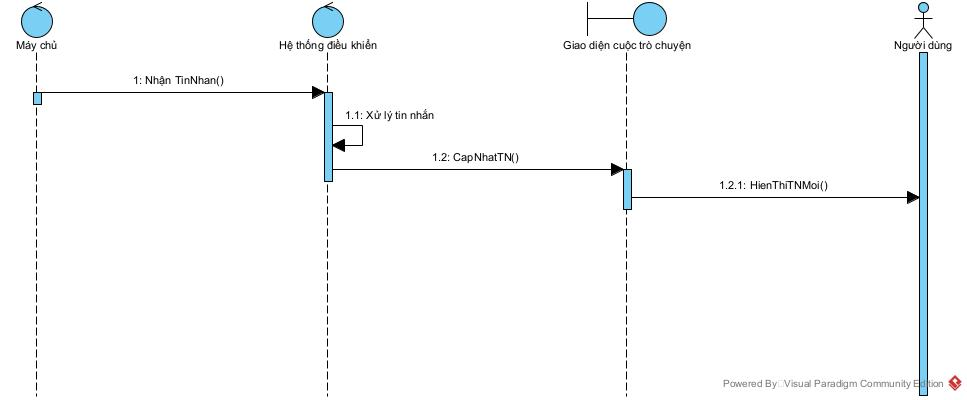 Máy chủ
Hệ thống điều khiển
Giao diện cuộc trò chuyện
Người dùng
1: Nhận TinNhan()
1.1: Xử lý tin nhắn
1.2: CapNhatTN()
1.2.1: HienThiTNMoi()
Powered By Visual Paradigm Community Edition